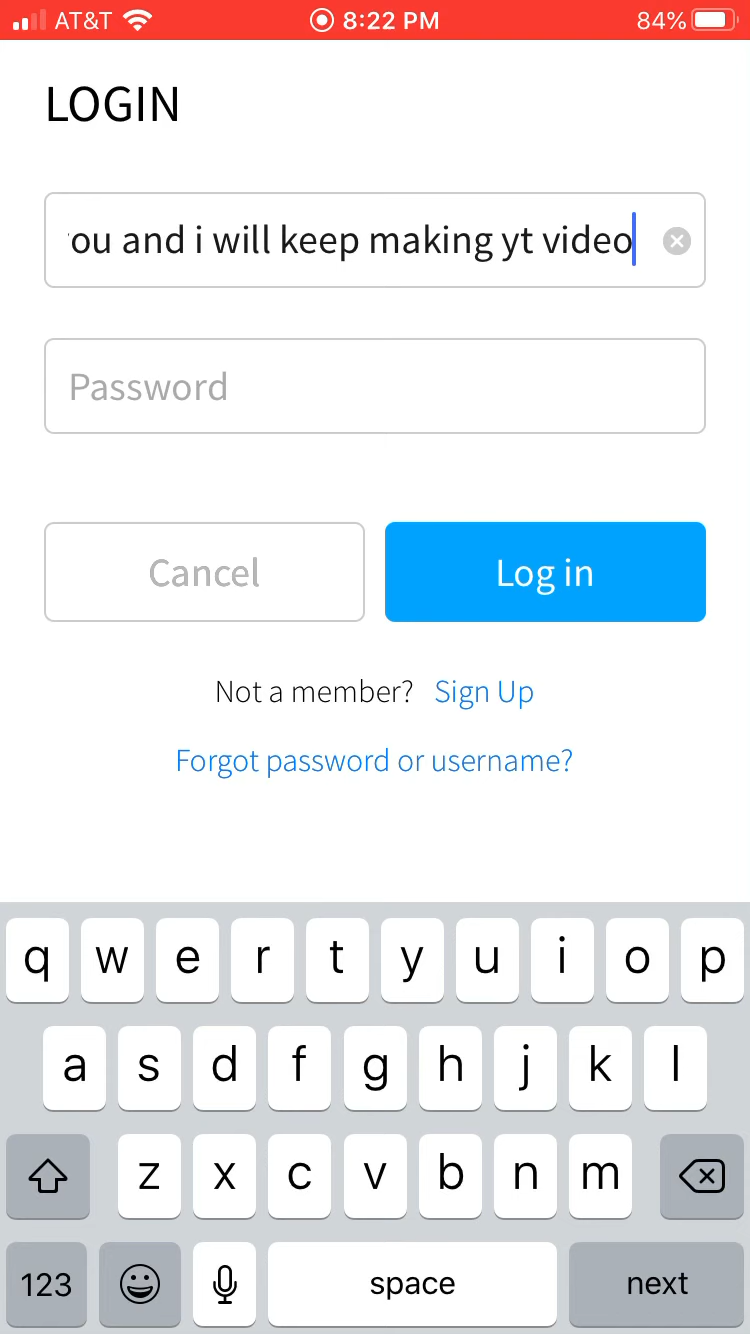 AT&T 8:22 PM 84%
LOGIN
you and i will keep making yt video
Password
Cancel Log in
Not a member? Sign Up
Forgot password or username?
q w e r t y u i o p
a s d f g h j k l
z x c v b n m
123 space next